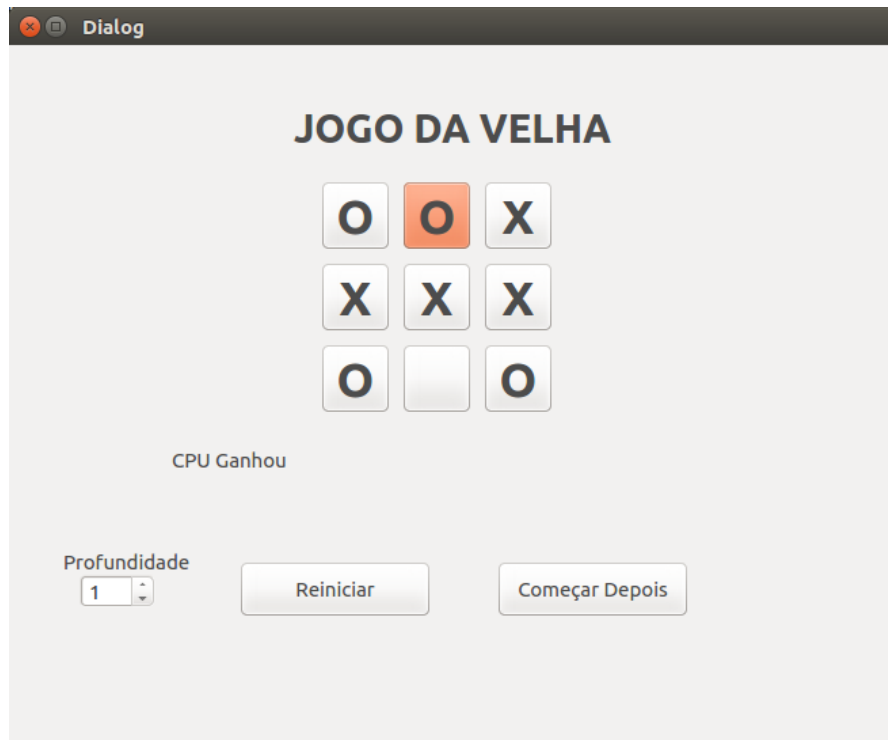 Dialog
JOGO DA VELHA
O O X
X X X
O O
CPU Ganhou
Profundidade
1
Reiniciar
Começar Depois